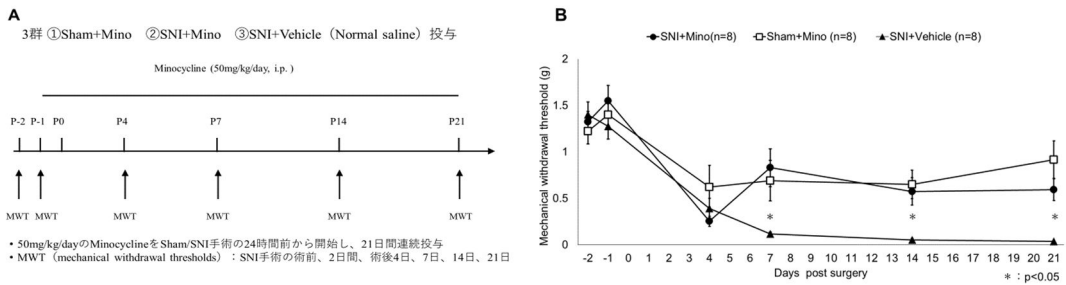 A
3群 ①Sham+Mino ②SNI+Mino ③SNI+Vehicle（Normal saline）投与
Minocycline (50mg/kg/day, i.p. )
P-2 P-1 P0 P4 P7 P14 P21
MWT MWT MWT MWT MWT MWT
• 50mg/kg/dayのMinocyclineをSham/SNI手術の24時間前から開始し、21日間連続投与
• MWT（mechanical withdrawal thresholds）：SNI手術の術前、2日間、術後4日、7日、14日、21日
B
SNI+Mino(n=8) Sham+Mino (n=8) SNI+Vehicle (n=8)
Mechanical withdrawal threshold (g)
2
1.5
1
0.5
0
* * *
-2 -1 0 1 2 3 4 5 6 7 8 9 10 11 12 13 14 15 16 17 18 19 20 21
Days post surgery
＊：p<0.05